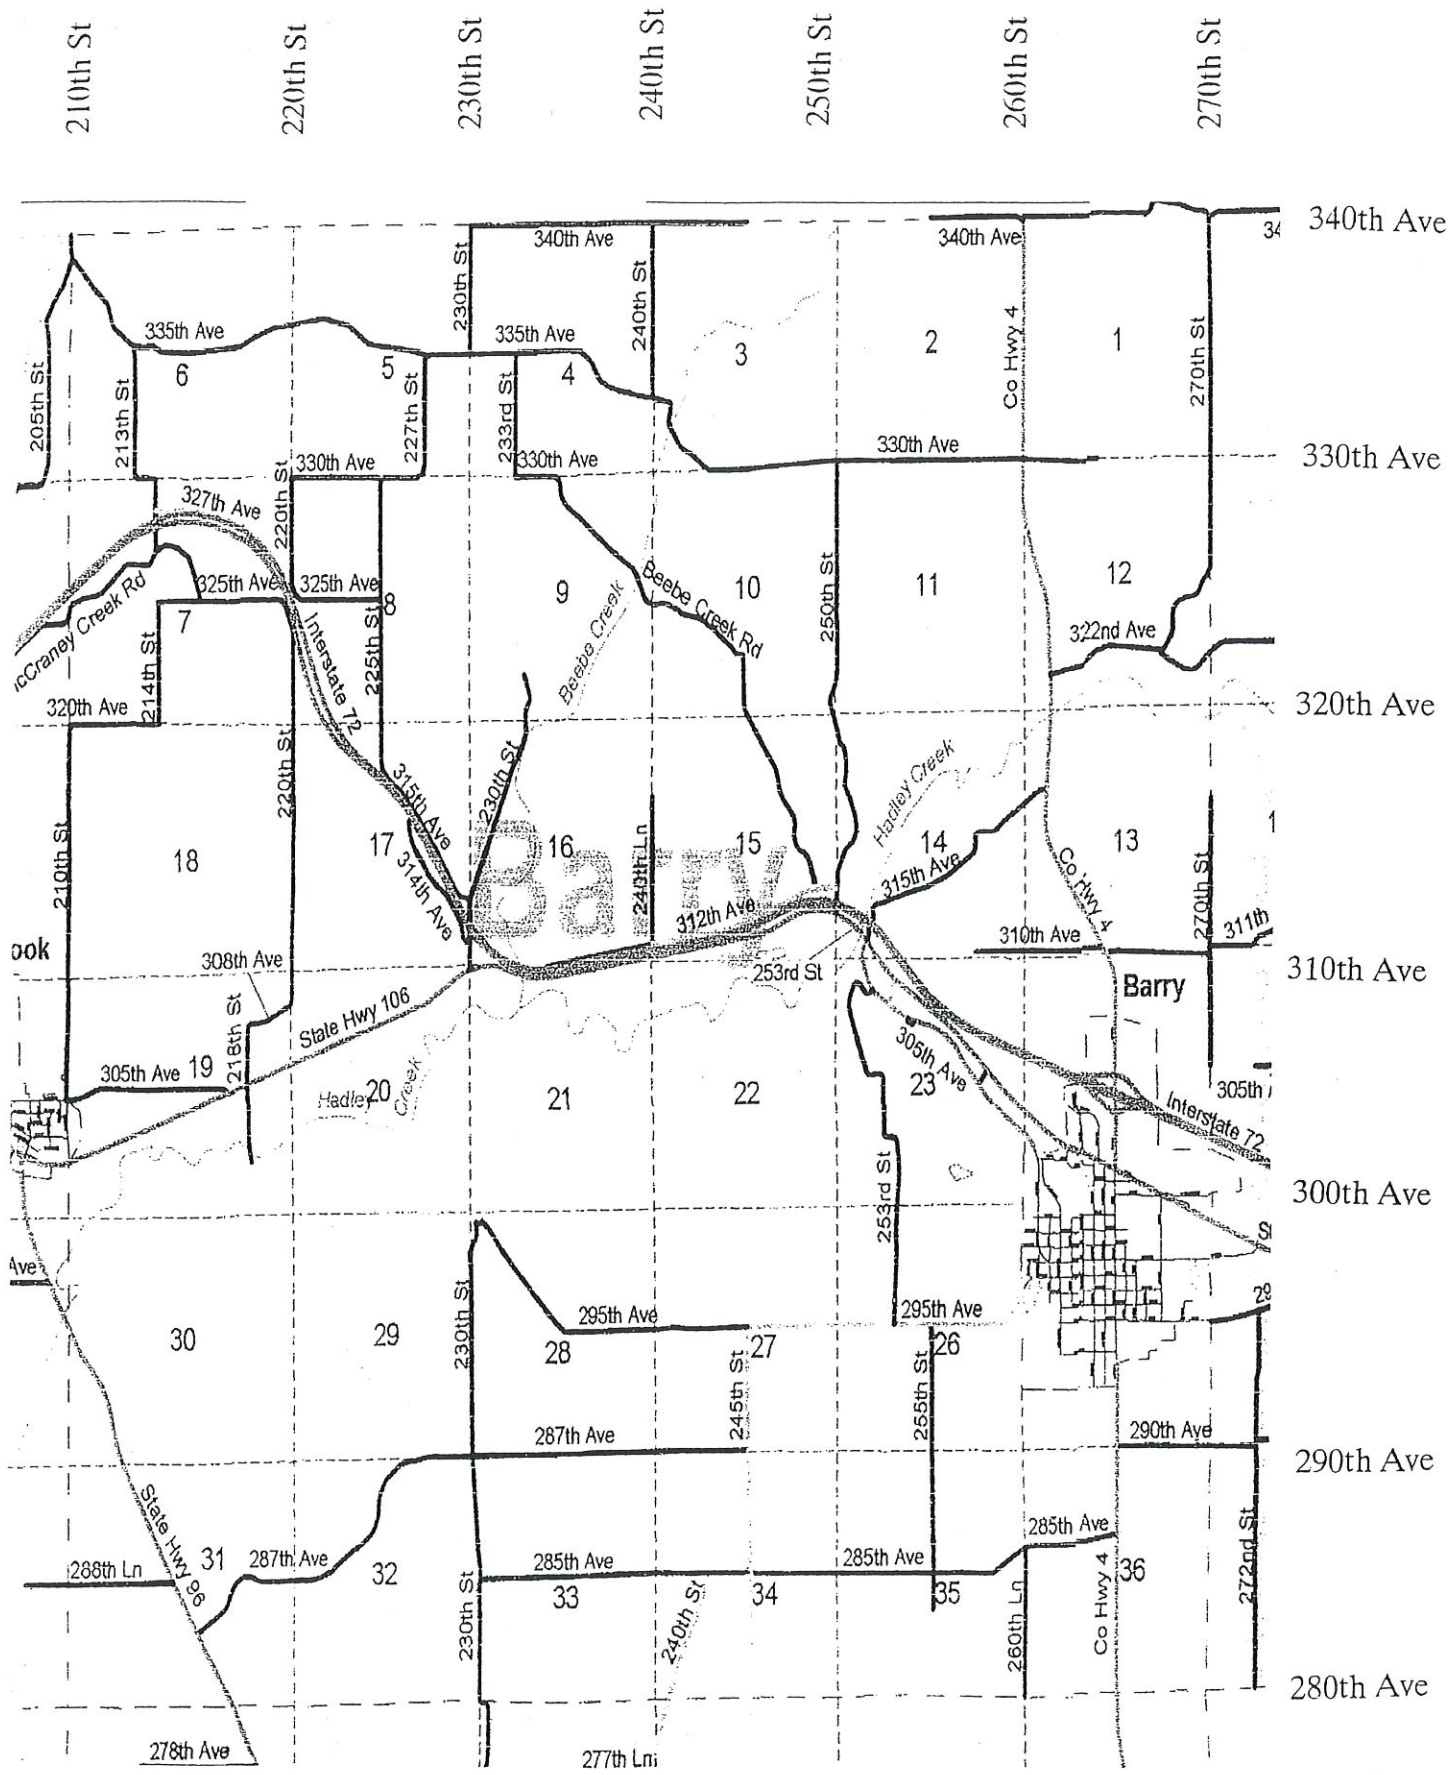 210th St
220th St
230th St
240th St
250th St
260th St
270th St
340th Ave
340th Ave
340th Ave
34
230th St
240th St
Co Hwy 4
270th St
335th Ave
335th Ave
6
5
4
3
2
1
205th St
213th St
227th St
233rd St
330th Ave
330th Ave
330th Ave
330th Ave
327th Ave
220th St
325th Ave
325th Ave
cCraney Creek Rd
7
8
9
10
11
12
Beebe Creek Rd
Beebe Creek
250th St
322nd Ave
214th St
Interstate 72
225th St
320th Ave
320th Ave
220th St
315th Ave
230th St
Hadley Creek
210th St
18
17
16
15
14
13
1
314th Ave
Barry
240th Ln
315th Ave
Co Hwy 4
270th St
312th Ave
310th Ave
311th
ook
308th Ave
253rd St
310th Ave
Barry
218th St
State Hwy 106
305th Ave
19
305th Ave
23
Hadley
Creek
20
21
22
305th
Interstate 72
253rd St
300th Ave
Ave
230th St
295th Ave
295th Ave
29
30
29
28
27
26
245th St
255th St
287th Ave
290th Ave
290th Ave
State Hwy 96
285th Ave
272nd St
288th Ln
31
287th Ave
32
285th Ave
285th Ave
33
34
35
36
230th St
240th St
260th Ln
Co Hwy 4
280th Ave
278th Ave
277th Ln